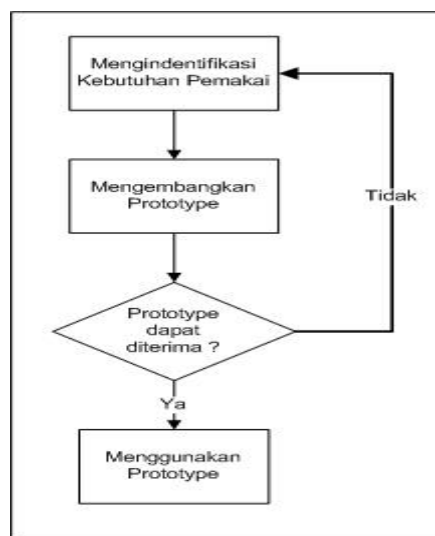 Mengindentifikasi
Kebutuhan Pemakai
Mengembangkan
Prototype
Tidak
Prototype
dapat
diterima ?
Ya
Menggunakan
Prototype